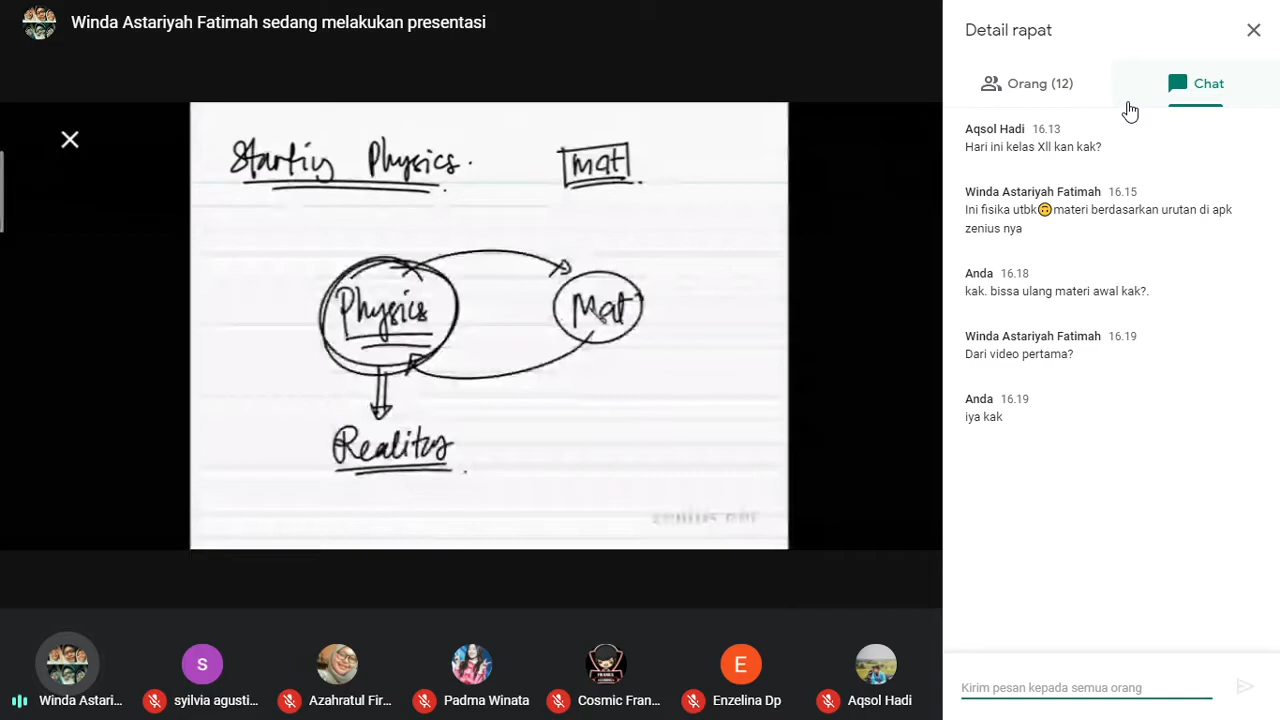 Winda Astariyah Fatimah sedang melakukan presentasi
Starting Physics.
mat
Physics
Mat
Reality
Detail rapat
Orang (12)
Chat
Aqsol Hadi 16.13
Hari ini kelas Xll kan kak?
Winda Astariyah Fatimah 16.15
Ini fisika utbk🙃materi berdasarkan urutan di apk
zenius nya
Anda 16.18
kak. bissa ulang materi awal kak?.
Winda Astariyah Fatimah 16.19
Dari video pertama?
Anda 16.19
iya kak
Kirim pesan kepada semua orang
S
E
Winda Astari...
syilvia agusti...
Azahratul Fir...
Padma Winata
Cosmic Fran...
Enzelina Dp
Aqsol Hadi